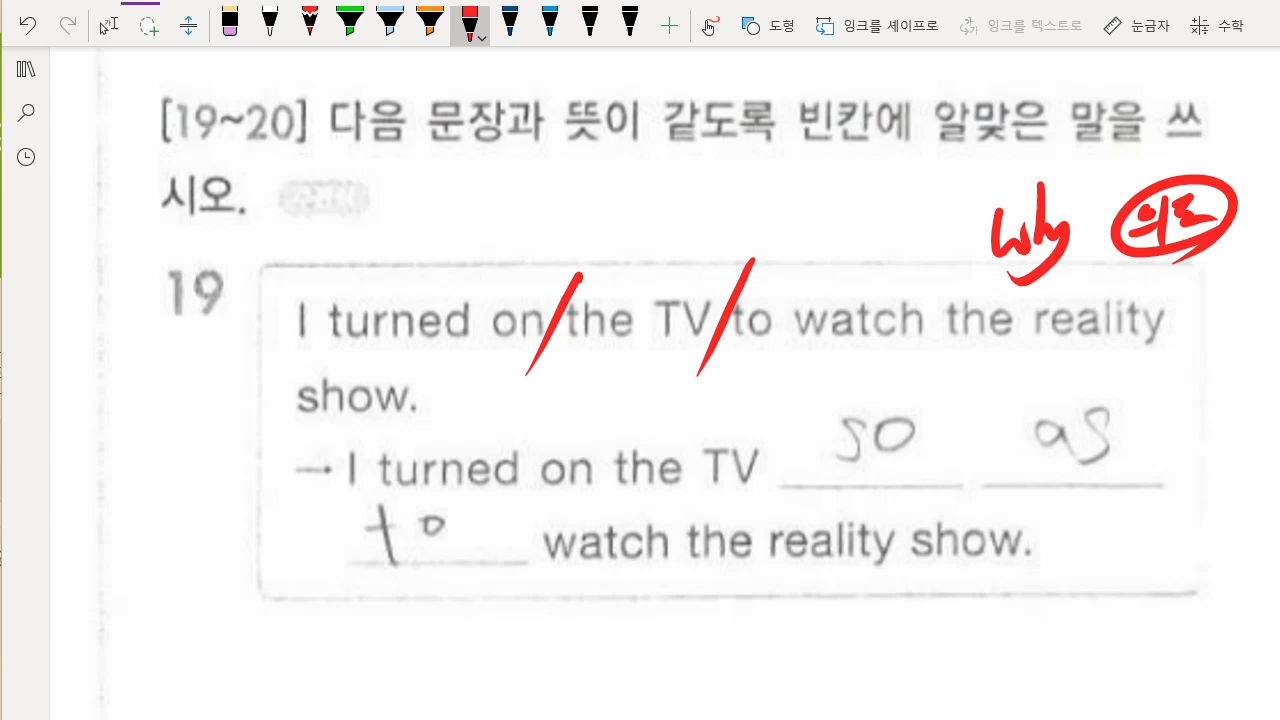 도형 잉크를 셰이프로 잉크를 텍스트로 눈금자 수학
[19~20] 다음 문장과 뜻이 같도록 빈칸에 알맞은 말을 쓰
시오.
why 의도
19
I turned on the TV to watch the reality
show.
→ I turned on the TV so as
to watch the reality show.